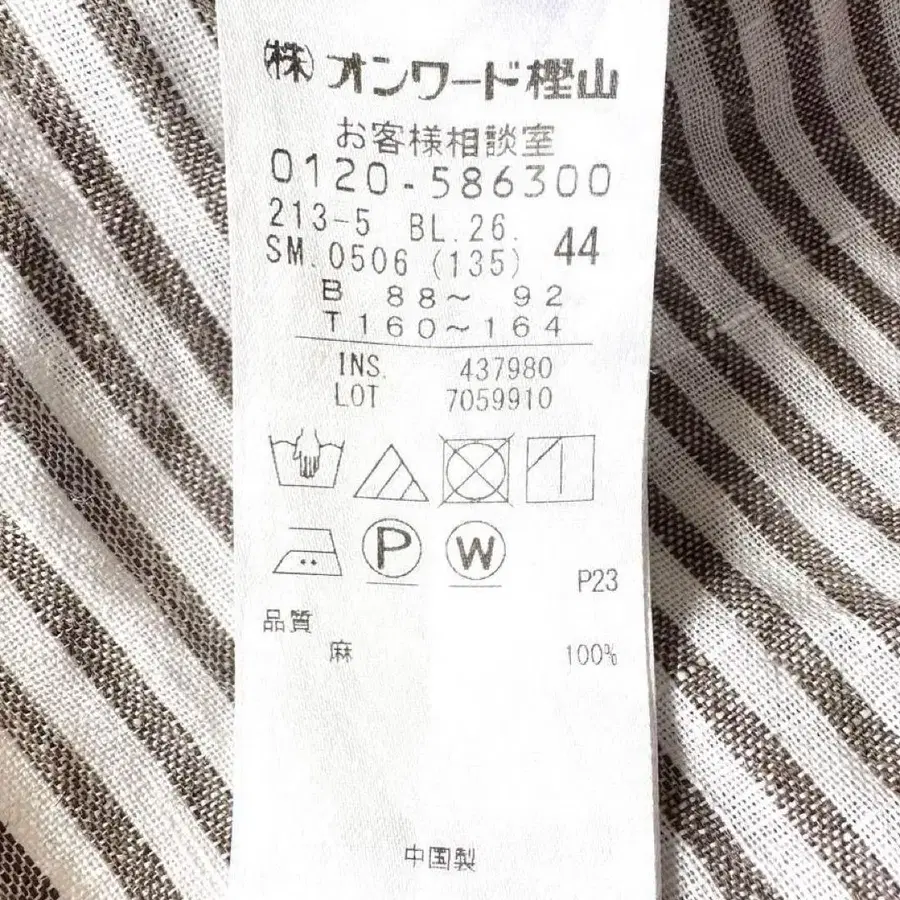 (株)オンワード樫山
お客様相談室
0120-586300
213-5 BL.26. 44
SM.0506 (135)
B 88～ 92
T160～164
INS. 437980
LOT 7059910
P W
P23
品質
麻 100%
中国製